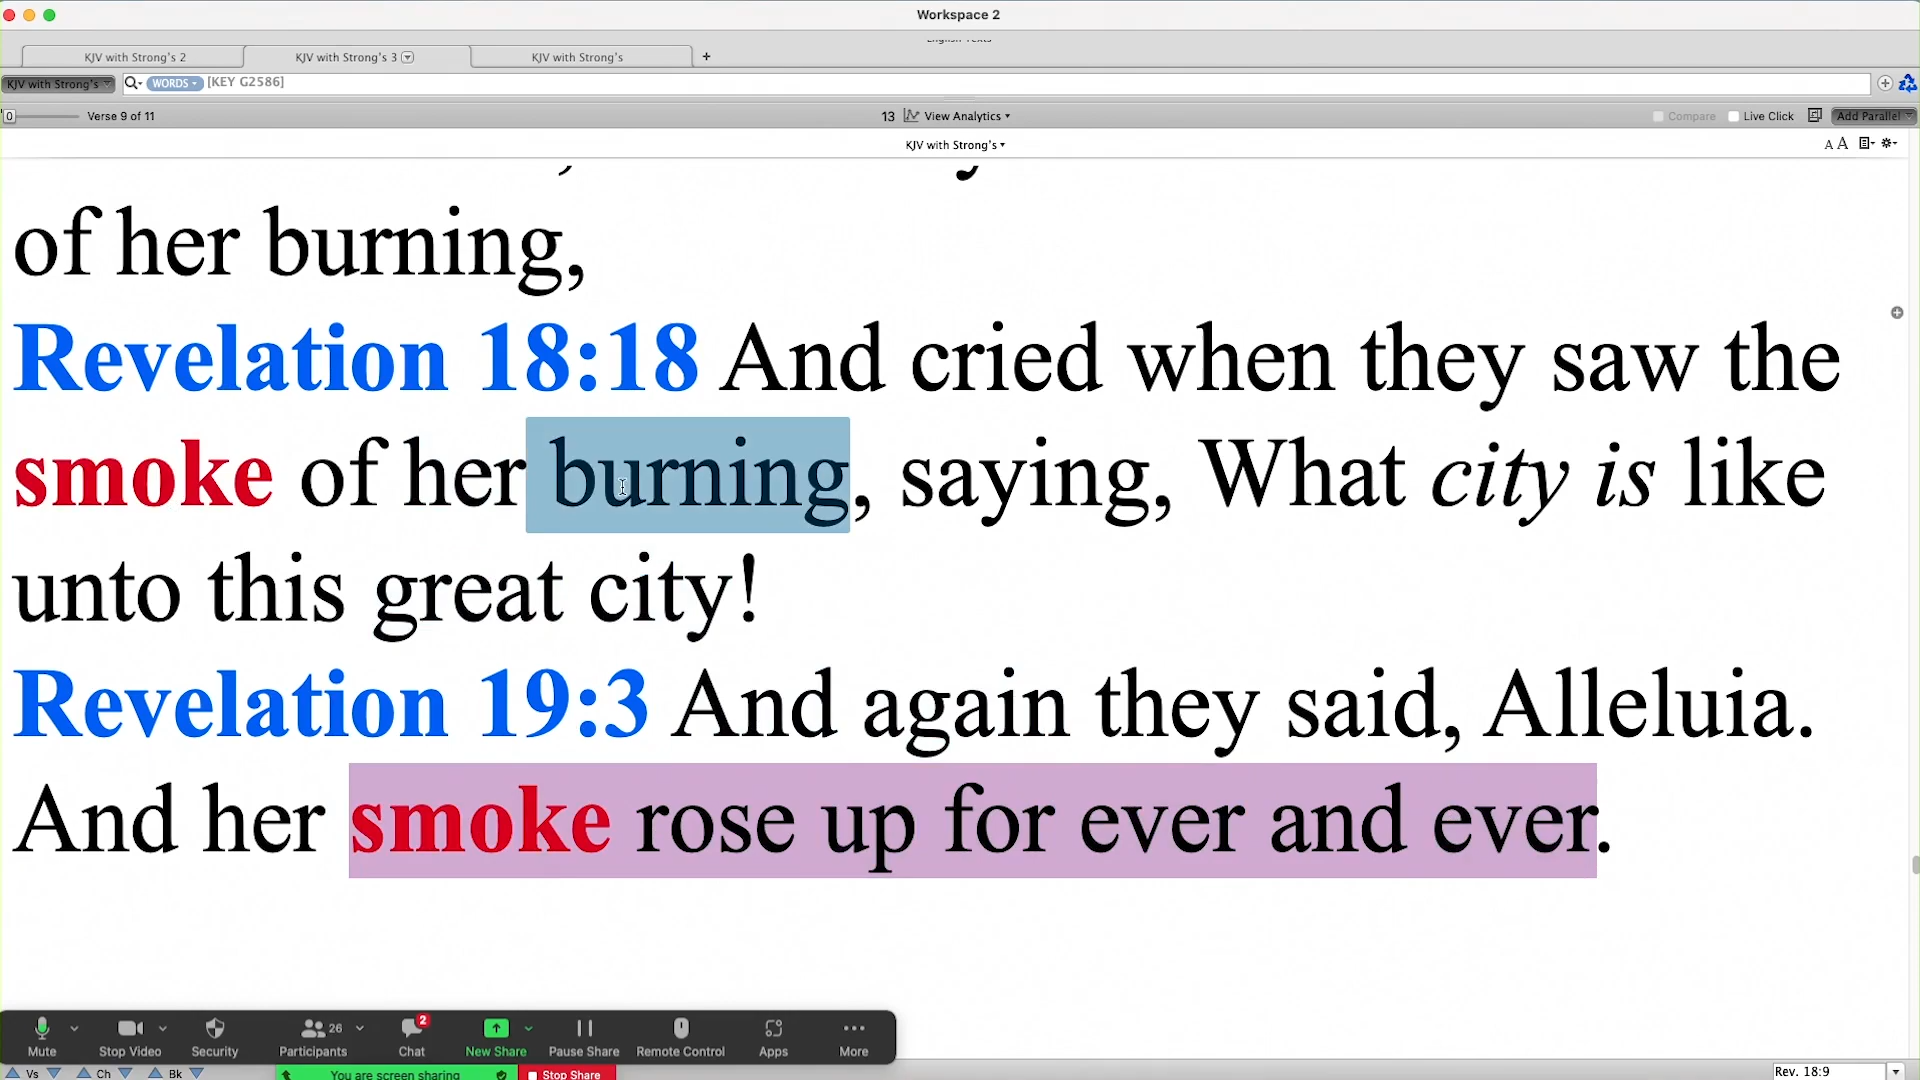 Workspace 2
English Texts
KJV with Strong's 2
KJV with Strong's 3
KJV with Strong's
+
KJV with Strong's
WORDS
[KEY G2586]
0
Verse 9 of 11
13
View Analytics
Compare
Live Click
Add Parallel
KJV with Strong's
A A
of her burning,
Revelation 18:18 And cried when they saw the
smoke of her burning, saying, What city is like
unto this great city!
Revelation 19:3 And again they said, Alleluia.
And her smoke rose up for ever and ever.
26
2
Mute
Stop Video
Security
Participants
Chat
New Share
Pause Share
Remote Control
Apps
More
Vs
Ch
Bk
You are screen sharing
Stop Share
Rev. 18:9